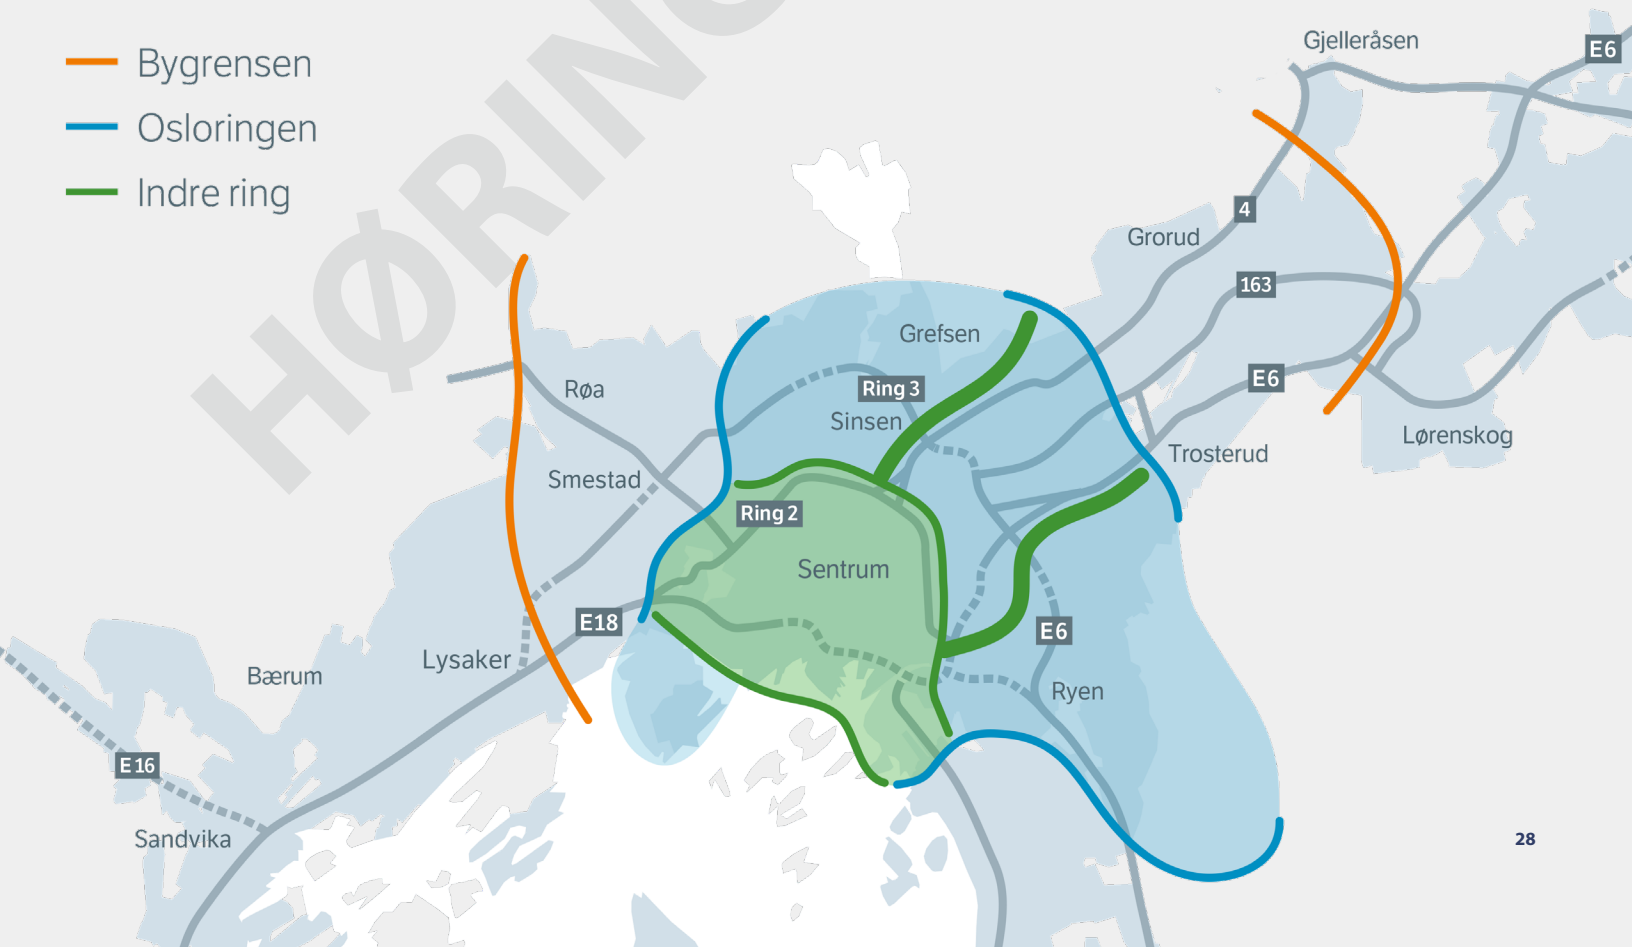 Bygrensen
Osloringen
Indre ring
HØRING
Gjelleråsen
E6
4
Grorud
163
Grefsen
Ring 3
Røa
Sinsen
E6
Lørenskog
Trosterud
Smestad
Ring 2
Sentrum
E18
E6
Lysaker
Bærum
Ryen
E 16
Sandvika
28